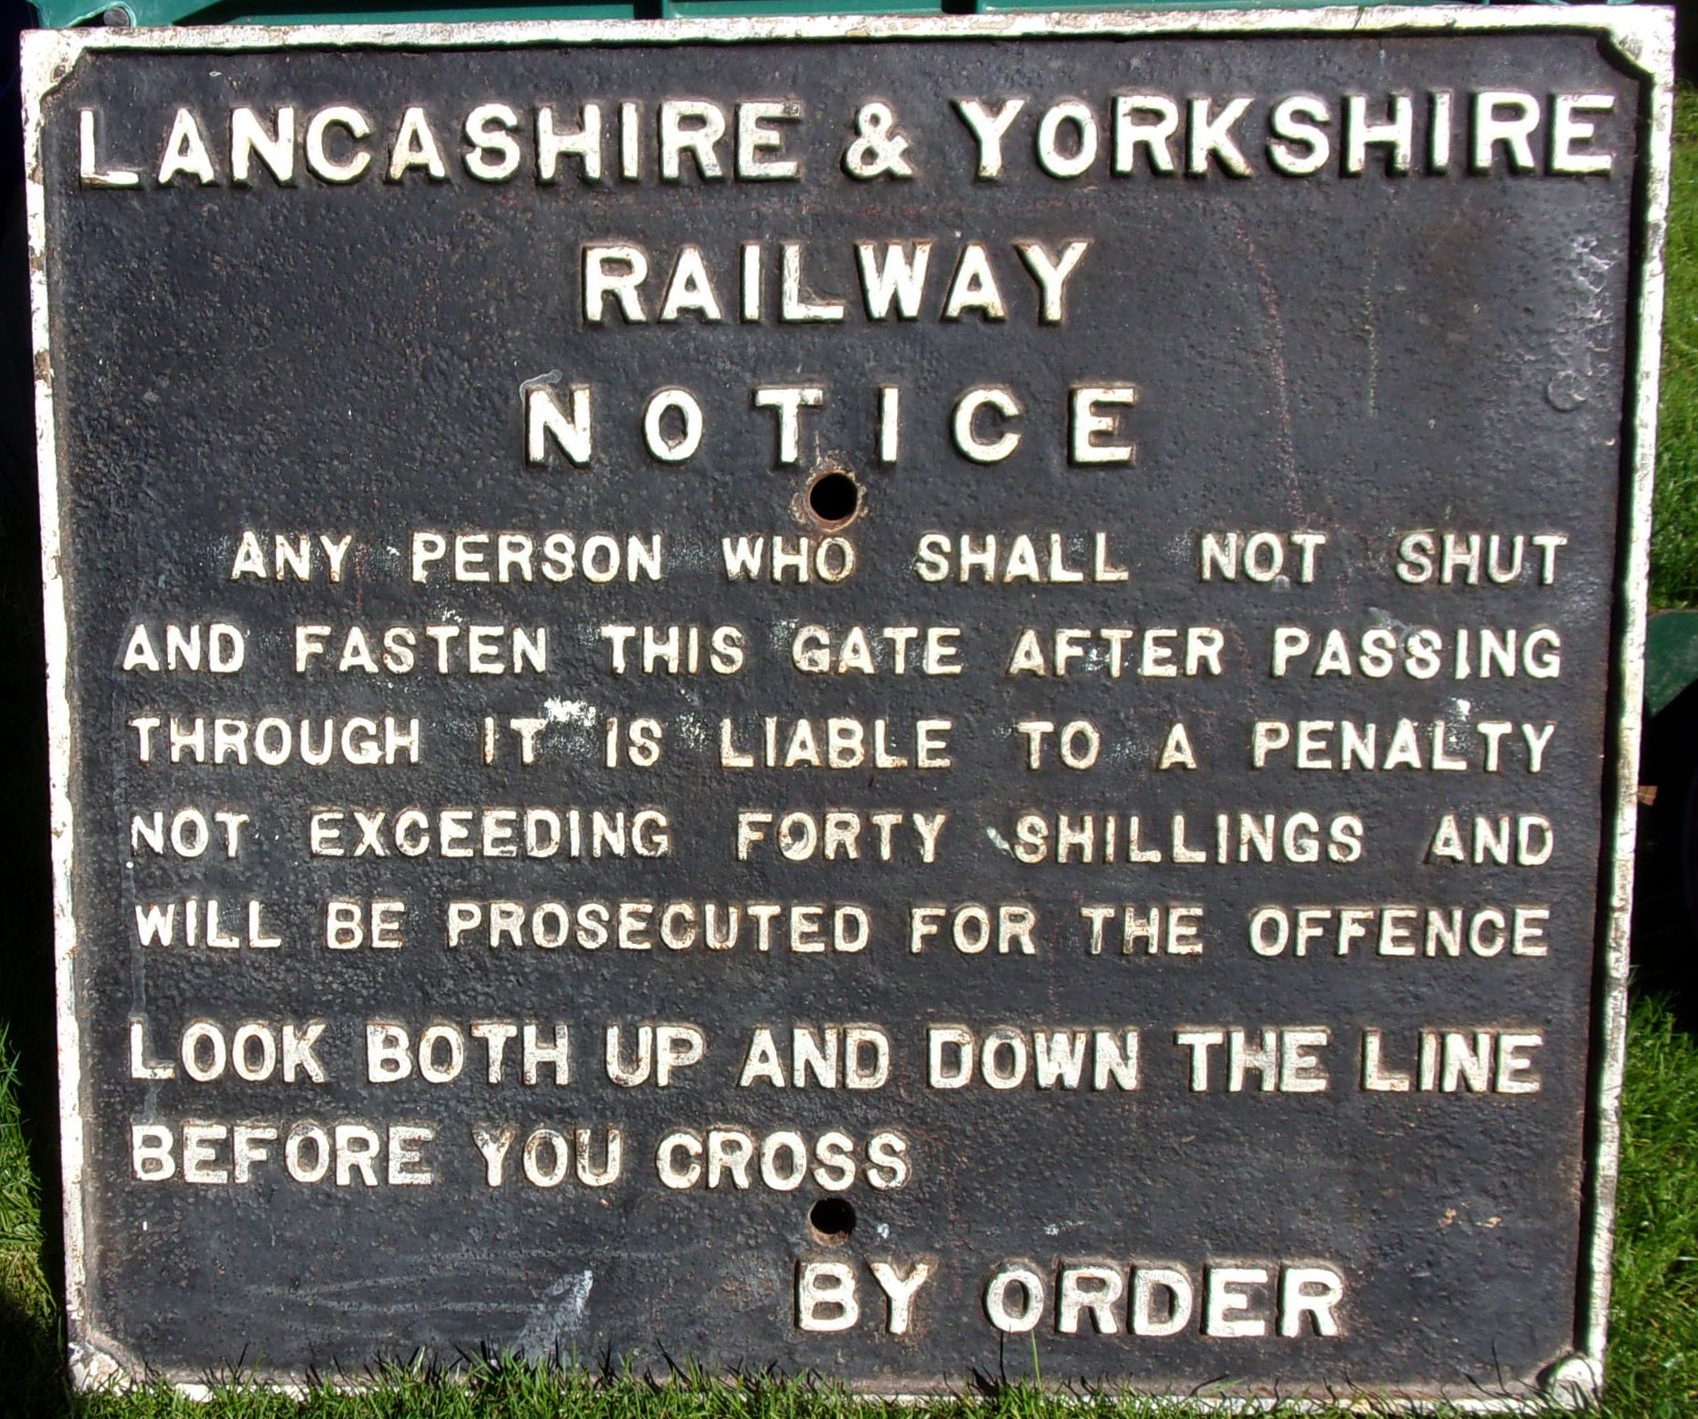 LANCASHIRE & YORKSHIRE
RAILWAY
NOTICE
ANY PERSON WHO SHALL NOT SHUT
AND FASTEN THIS GATE AFTER PASSING
THROUGH IT IS LIABLE TO A PENALTY
NOT EXCEEDING FORTY SHILLINGS AND
WILL BE PROSECUTED FOR THE OFFENCE
LOOK BOTH UP AND DOWN THE LINE
BEFORE YOU CROSS
BY ORDER